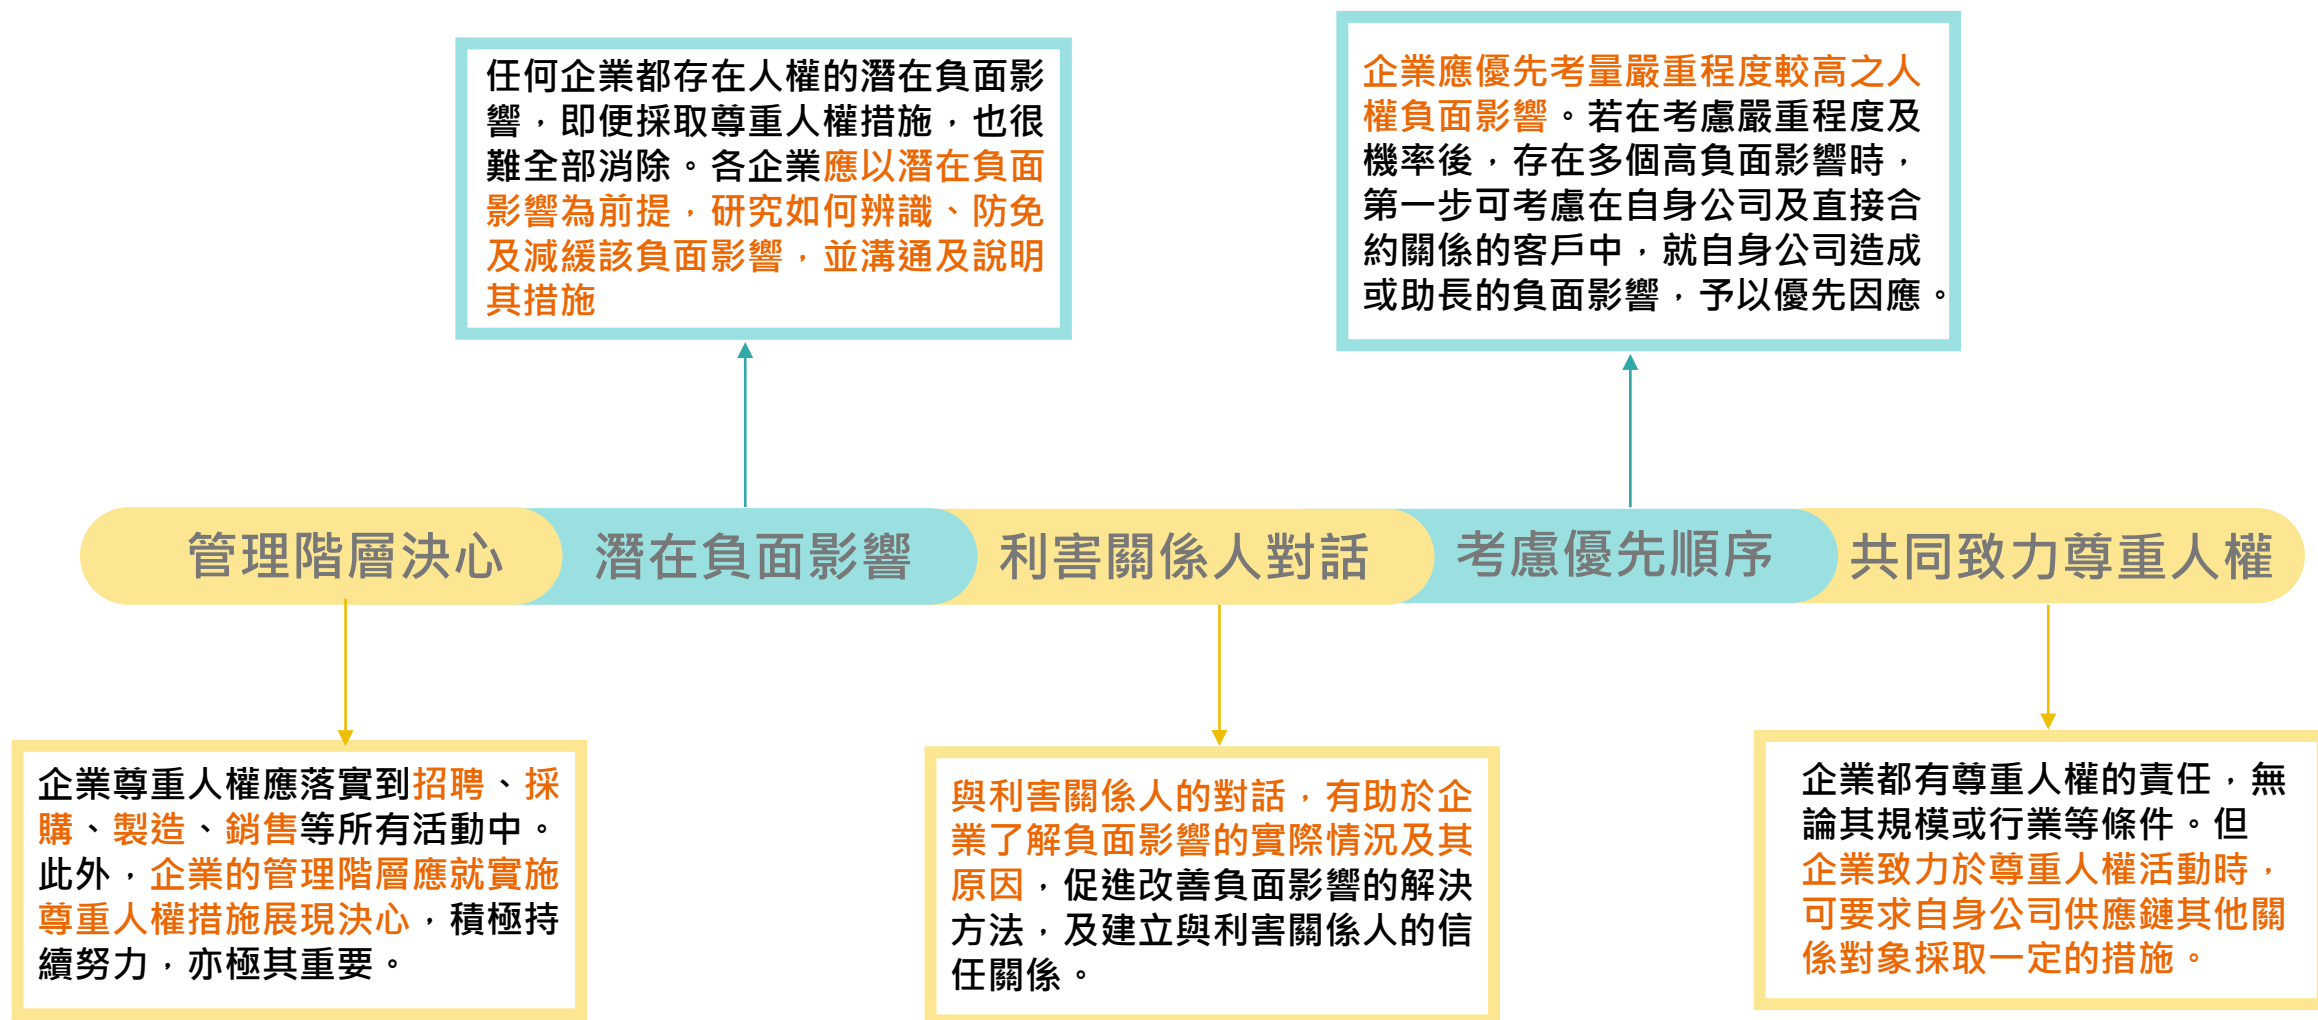 任何企業都存在人權的潛在負面影
響，即便採取尊重人權措施，也很
難全部消除。各企業應以潛在負面
影響為前提，研究如何辨識、防免
及減緩該負面影響，並溝通及說明
其措施
企業應優先考量嚴重程度較高之人
權負面影響。若在考慮嚴重程度及
機率後，存在多個高負面影響時，
第一步可考慮在自身公司及直接合
約關係的客戶中，就自身公司造成
或助長的負面影響，予以優先因應。
管理階層決心
潛在負面影響
利害關係人對話
考慮優先順序
共同致力尊重人權
企業尊重人權應落實到招聘、採
購、製造、銷售等所有活動中。
此外，企業的管理階層應就實施
尊重人權措施展現決心，積極持
續努力，亦極其重要。
與利害關係人的對話，有助於企
業了解負面影響的實際情況及其
原因，促進改善負面影響的解決
方法，及建立與利害關係人的信
任關係。
企業都有尊重人權的責任，無
論其規模或行業等條件。但
企業致力於尊重人權活動時，
可要求自身公司供應鏈其他關
係對象採取一定的措施。